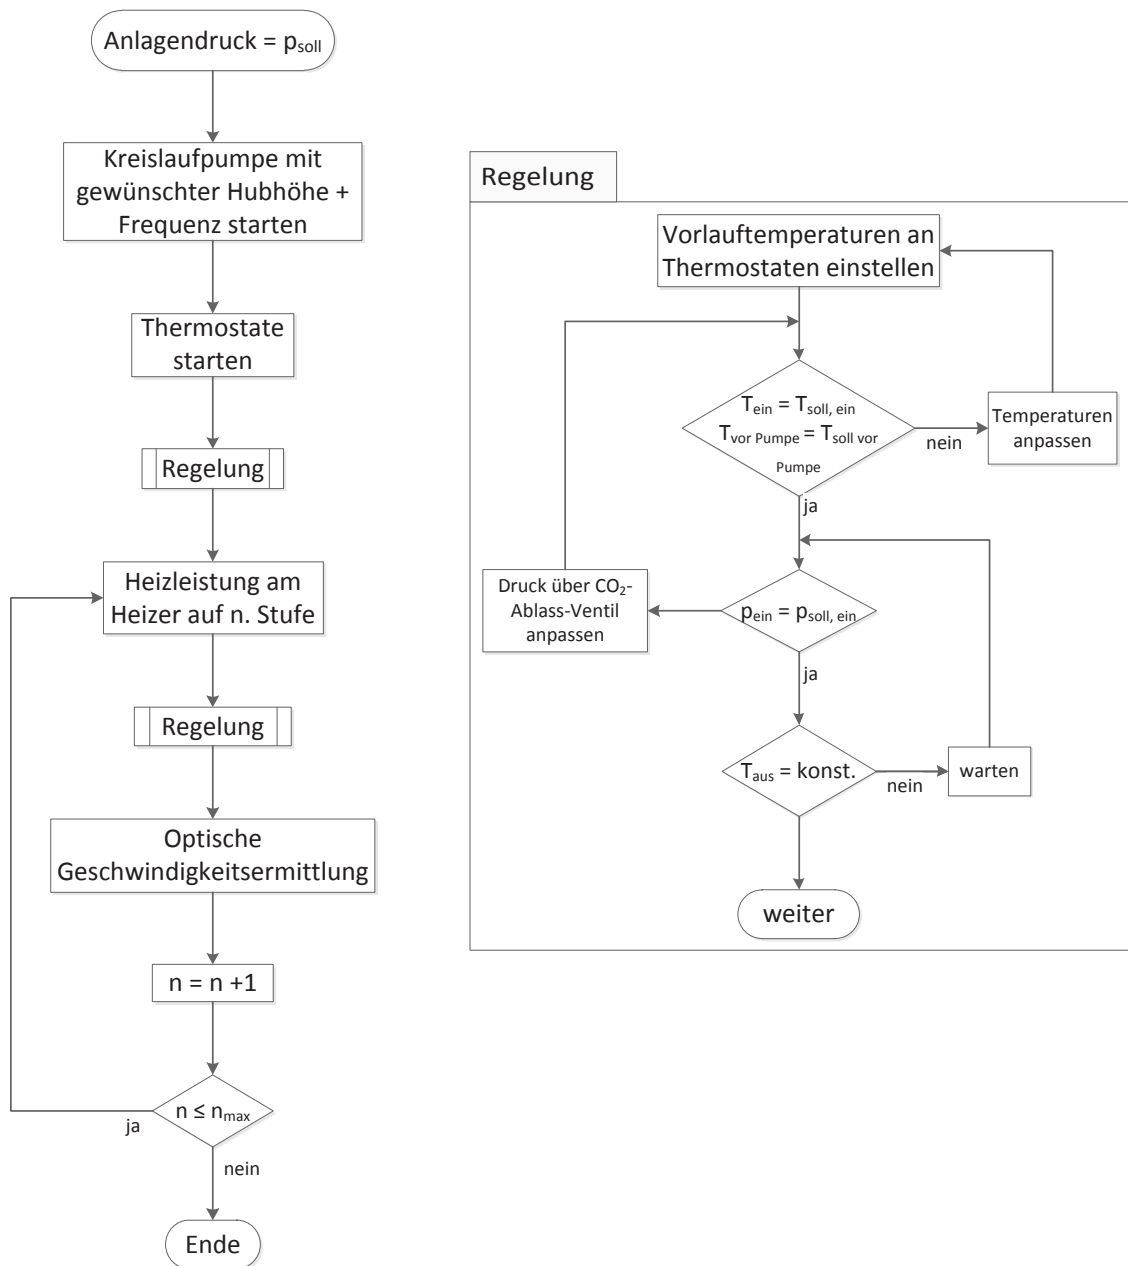 Anlagendruck = psoll
Kreislaufpumpe mit
gewünschter Hubhöhe +
Frequenz starten
Thermostate
starten
Regelung
Heizleistung am
Heizer auf n. Stufe
Regelung
Optische
Geschwindigkeitsermittlung
n = n +1
n ≤ nmax
ja
nein
Ende
Regelung
Vorlauftemperaturen an
Thermostaten einstellen
Tein = Tsoll, ein
Tvor Pumpe = Tsoll vor
Pumpe
nein
Temperaturen
anpassen
ja
Druck über CO2-
Ablass-Ventil
anpassen
pein = psoll, ein
ja
Taus = konst.
nein
warten
weiter